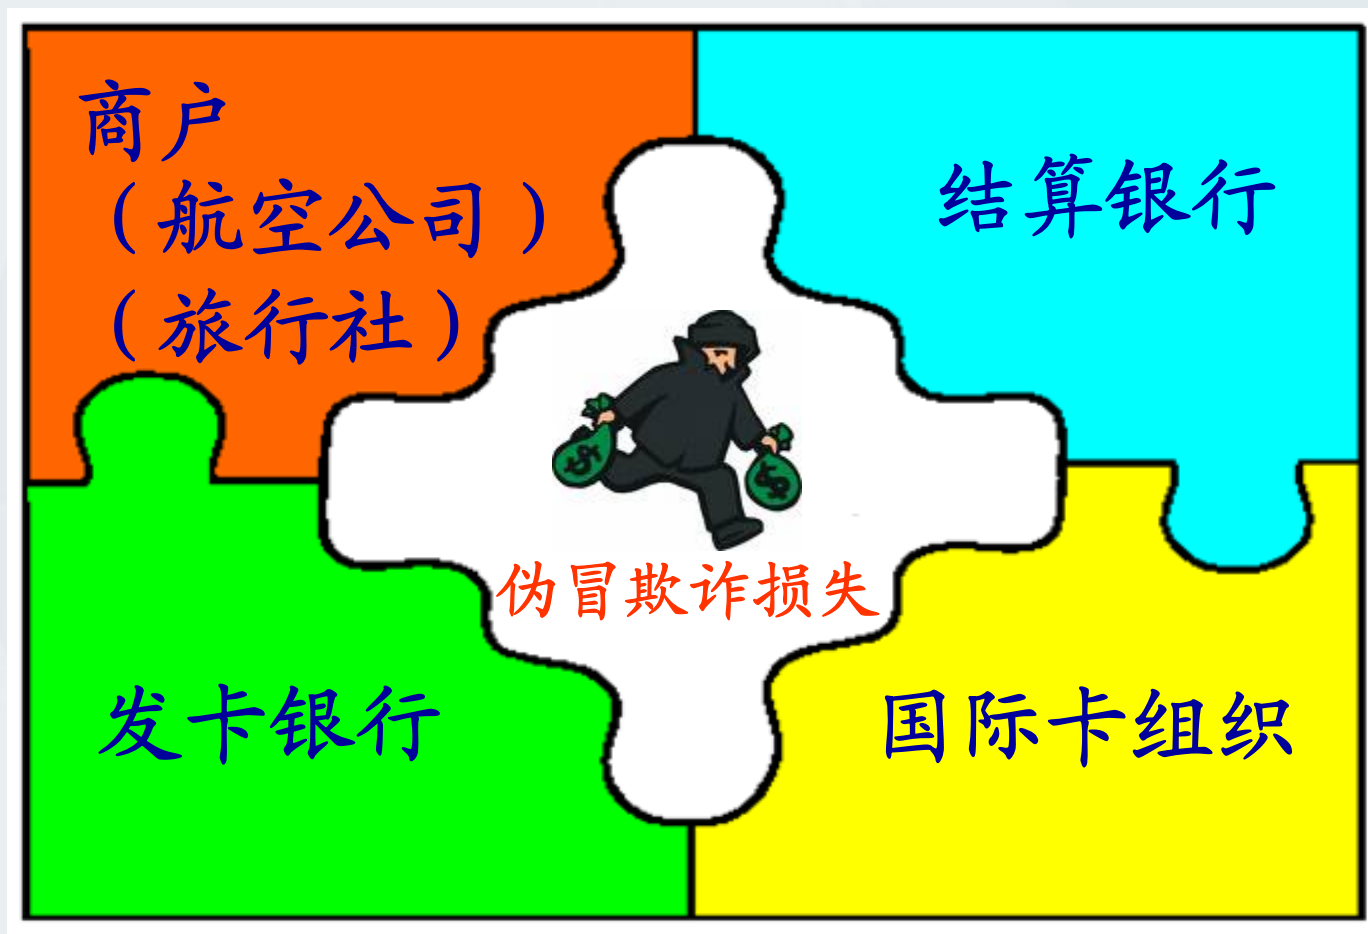 商户
（航空公司）
（旅行社）
结算银行
伪冒欺诈损失
发卡银行
国际卡组织